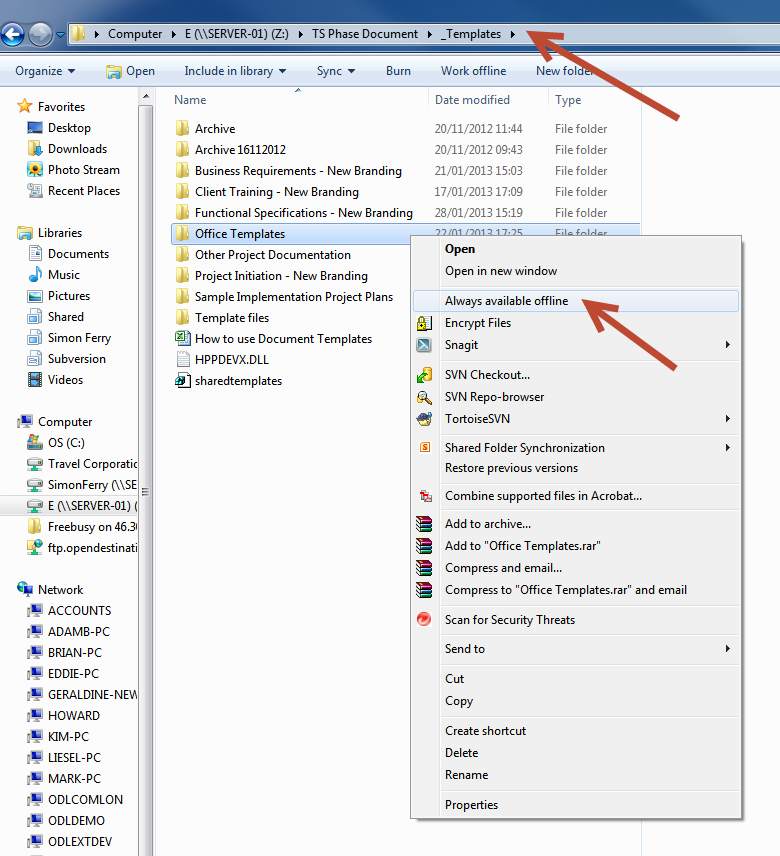 Computer E (\\SERVER-01) (Z:) TS Phase Document _Templates
Organize Open Include in library Sync Burn Work offline New folder
Favorites
Desktop
Downloads
Photo Stream
Recent Places
Libraries
Documents
Music
Pictures
Shared
Simon Ferry
Subversion
Videos
Computer
OS (C:)
Travel Corporatic
SimonFerry (\\SE
E (\\SERVER-01) (
Freebusy on 46.30
ftp.opendestinati
Network
ACCOUNTS
ADAMB-PC
BRIAN-PC
EDDIE-PC
GERALDINE-NEW
HOWARD
KIM-PC
LIESEL-PC
MARK-PC
ODLCOMLON
ODLDEMO
ODLEXTDEV
Name Date modified Type
Archive 20/11/2012 11:44 File folder
Archive 16112012 20/11/2012 09:43 File folder
Business Requirements - New Branding 21/01/2013 15:03 File folder
Client Training - New Branding 17/01/2013 17:09 File folder
Functional Specifications - New Branding 28/01/2013 15:19 File folder
Office Templates 22/01/2013 17:25 File folder
Other Project Documentation
Project Initiation - New Branding
Sample Implementation Project Plans
Template files
How to use Document Templates
HPPDEVX.DLL
sharedtemplates
Open
Open in new window
Always available offline
Encrypt Files
Snagit
SVN Checkout...
SVN Repo-browser
TortoiseSVN
Shared Folder Synchronization
Restore previous versions
Combine supported files in Acrobat...
Add to archive...
Add to "Office Templates.rar"
Compress and email...
Compress to "Office Templates.rar" and email
Scan for Security Threats
Send to
Cut
Copy
Create shortcut
Delete
Rename
Properties